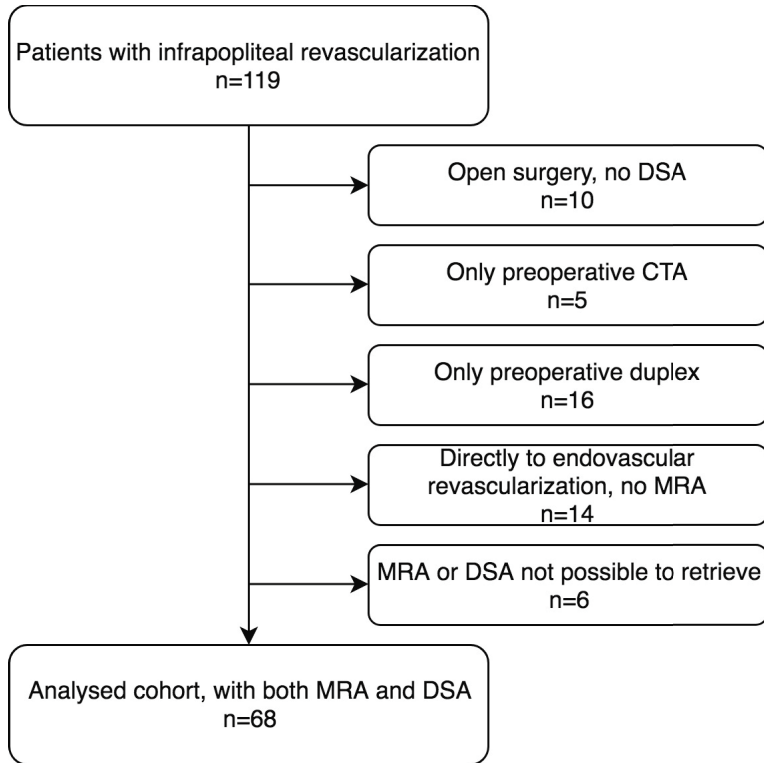 Patients with infrapopliteal revascularization
n=119
Open surgery, no DSA
n=10
Only preoperative CTA
n=5
Only preoperative duplex
n=16
Directly to endovascular
revascularization, no MRA
n=14
MRA or DSA not possible to retrieve
n=6
Analysed cohort, with both MRA and DSA
n=68